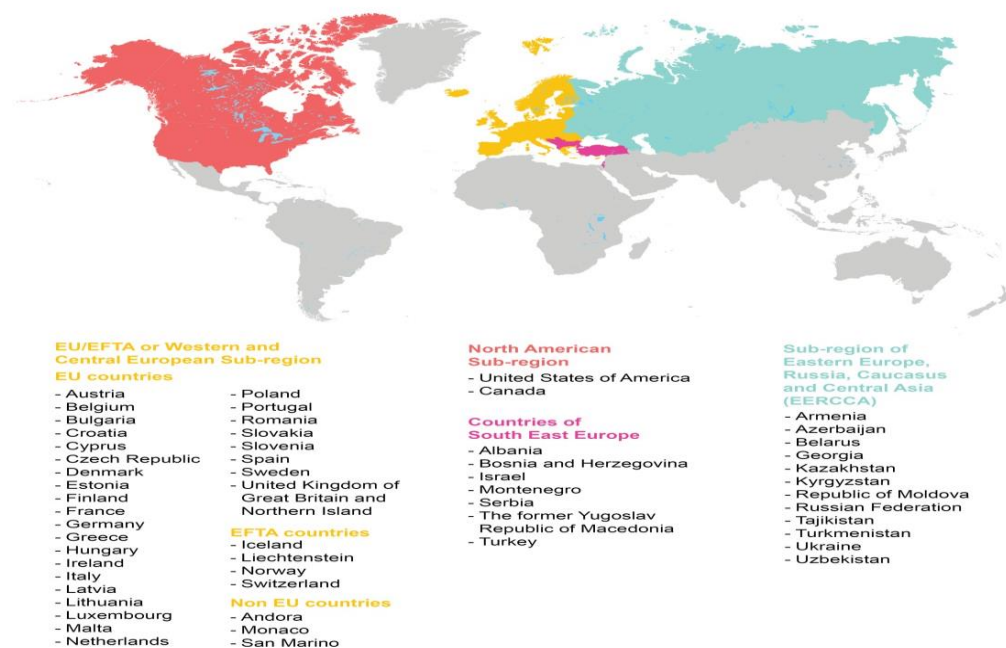 EU/EFTA or Western and
Central European Sub-region
EU countries
- Austria
- Belgium
- Bulgaria
- Croatia
- Cyprus
- Czech Republic
- Denmark
- Estonia
- Finland
- France
- Germany
- Greece
- Hungary
- Ireland
- Italy
- Latvia
- Lithuania
- Luxembourg
- Malta
- Netherlands
- Poland
- Portugal
- Romania
- Slovakia
- Slovenia
- Spain
- Sweden
- United Kingdom of
Great Britain and
Northern Island
EFTA countries
- Iceland
- Liechtenstein
- Norway
- Switzerland
Non EU countries
- Andora
- Monaco
- San Marino
North American
Sub-region
- United States of America
- Canada
Countries of
South East Europe
- Albania
- Bosnia and Herzegovina
- Israel
- Montenegro
- Serbia
- The former Yugoslav
Republic of Macedonia
- Turkey
Sub-region of
Eastern Europe,
Russia, Caucasus
and Central Asia
(EERCCA)
- Armenia
- Azerbaijan
- Belarus
- Georgia
- Kazakhstan
- Kyrgyzstan
- Republic of Moldova
- Russian Federation
- Tajikistan
- Turkmenistan
- Ukraine
- Uzbekistan